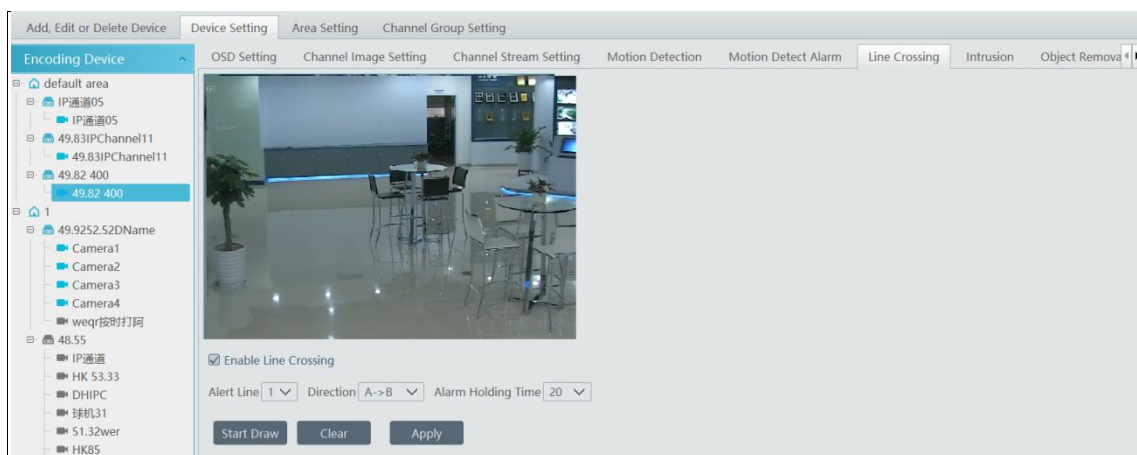 Add, Edit or Delete Device Device Setting Area Setting Channel Group Setting
Encoding Device
OSD Setting Channel Image Setting Channel Stream Setting Motion Detection Motion Detect Alarm Line Crossing Intrusion Object Remova
default area
IP通道05
IP通道05
49.83IPChannel11
49.83IPChannel11
49.82 400
49.82 400
1
49.9252.52DName
Camera1
Camera2
Camera3
Camera4
weqr按时打阿
48.55
IP通道
HK 53.33
DHIPC
球机31
51.32wer
HK85
Enable Line Crossing
Alert Line 1 Direction A->B Alarm Holding Time 20
Start Draw Clear Apply